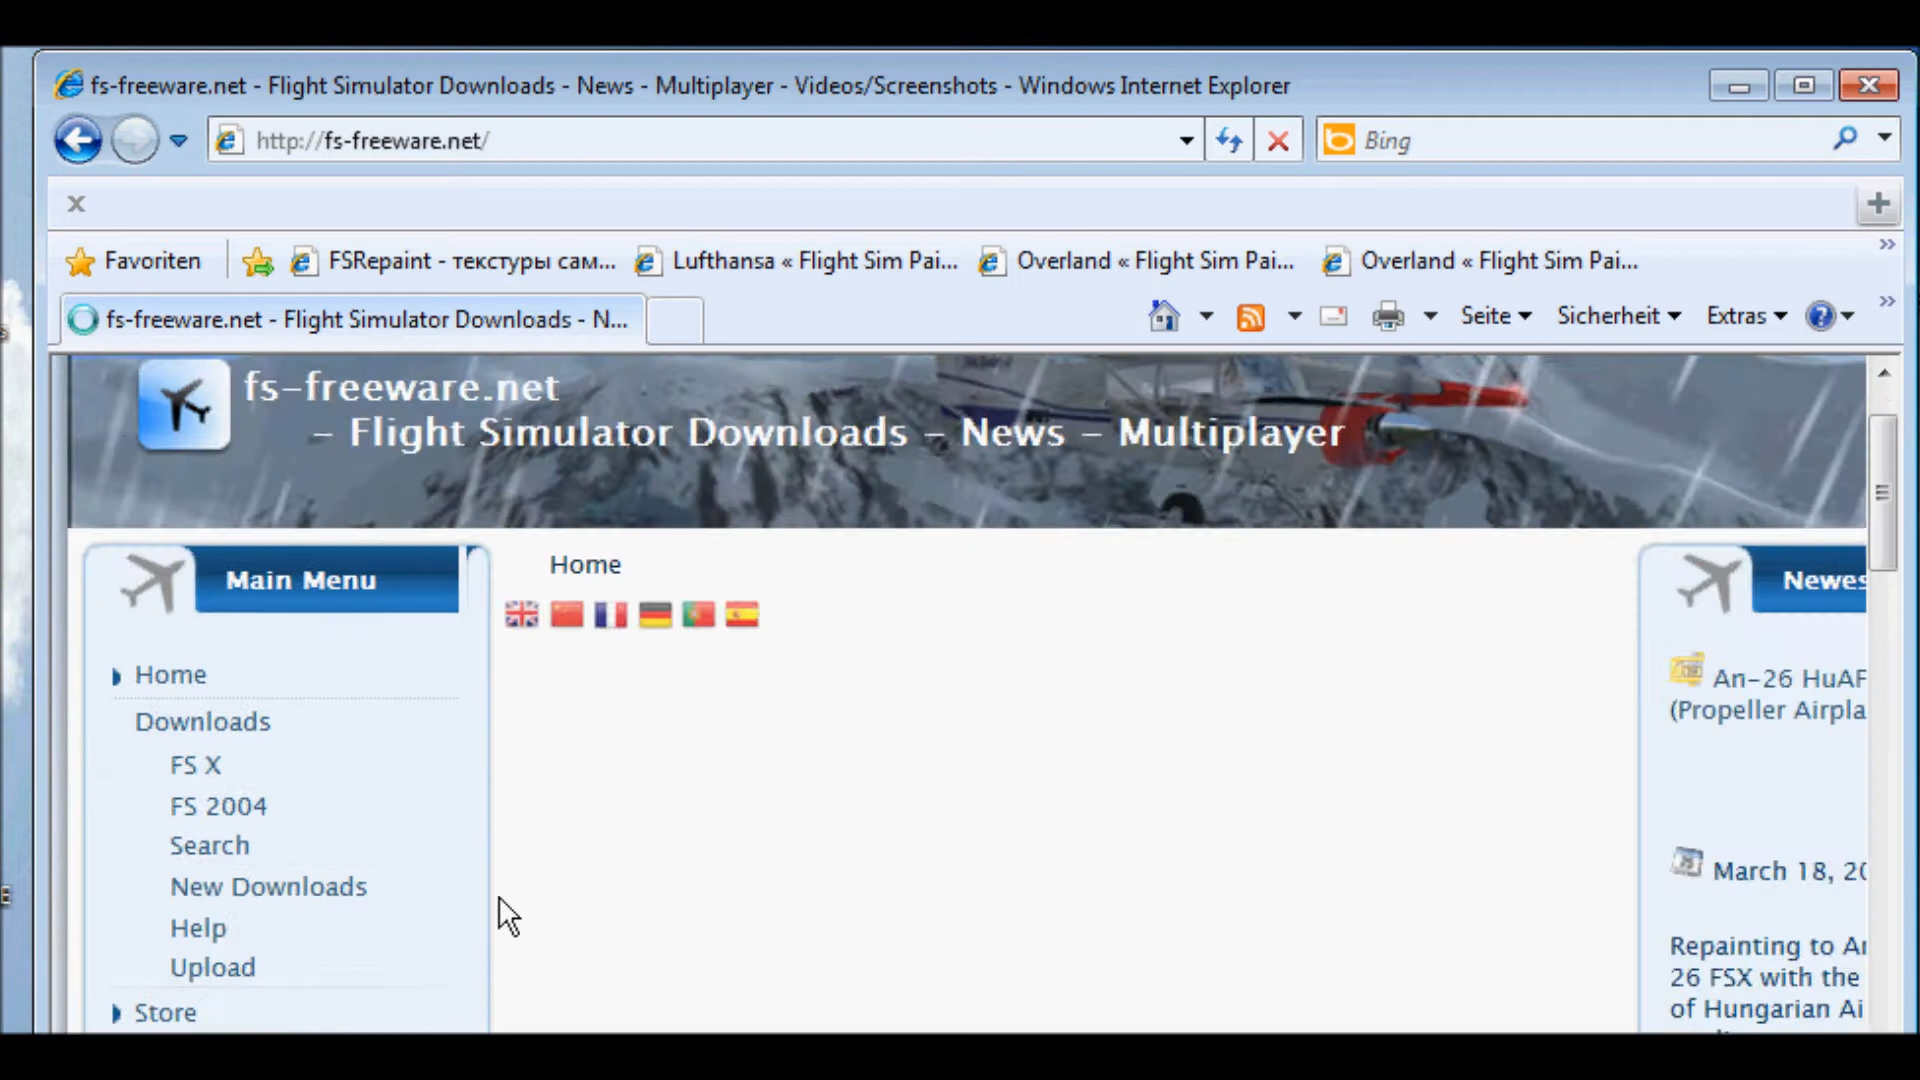 fs-freeware.net - Flight Simulator Downloads - News - Multiplayer - Videos/Screenshots - Windows Internet Explorer
http://fs-freeware.net/
Bing
Favoriten
FSRepaint - текстуры сам...
Lufthansa « Flight Sim Pai...
Overland « Flight Sim Pai...
Overland « Flight Sim Pai...
fs-freeware.net - Flight Simulator Downloads - N...
Seite
Sicherheit
Extras
fs-freeware.net
- Flight Simulator Downloads - News - Multiplayer
Main Menu
Home
Downloads
FS X
FS 2004
Search
New Downloads
Help
Upload
Store
Home
Newes
An-26 HuAF
(Propeller Airpla
March 18, 20
Repainting to An
26 FSX with the
of Hungarian Ai